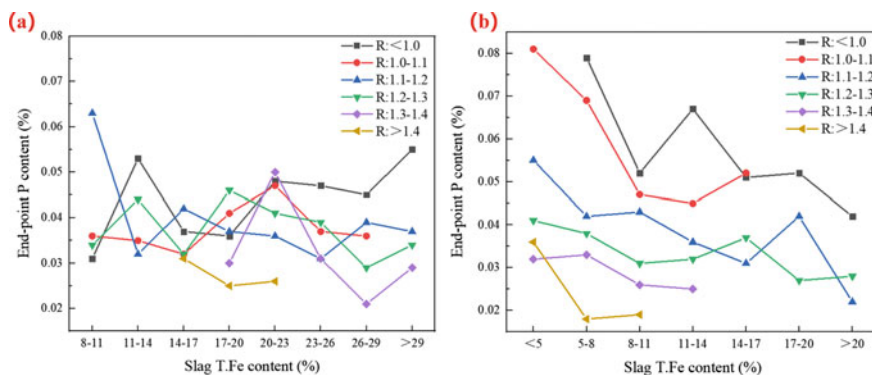 (a)
0.08
0.07
0.06
0.05
0.04
0.03
0.02
End-point P content (%)
R:＜1.0
R:1.0-1.1
R:1.1-1.2
R:1.2-1.3
R:1.3-1.4
R:＞1.4
8-11 11-14 14-17 17-20 20-23 23-26 26-29 ＞29
Slag T.Fe content (%)
(b)
0.08
0.07
0.06
0.05
0.04
0.03
0.02
End-point P content (%)
R:＜1.0
R:1.0-1.1
R:1.1-1.2
R:1.2-1.3
R:1.3-1.4
R:＞1.4
＜5 5-8 8-11 11-14 14-17 17-20 ＞20
Slag T.Fe content (%)